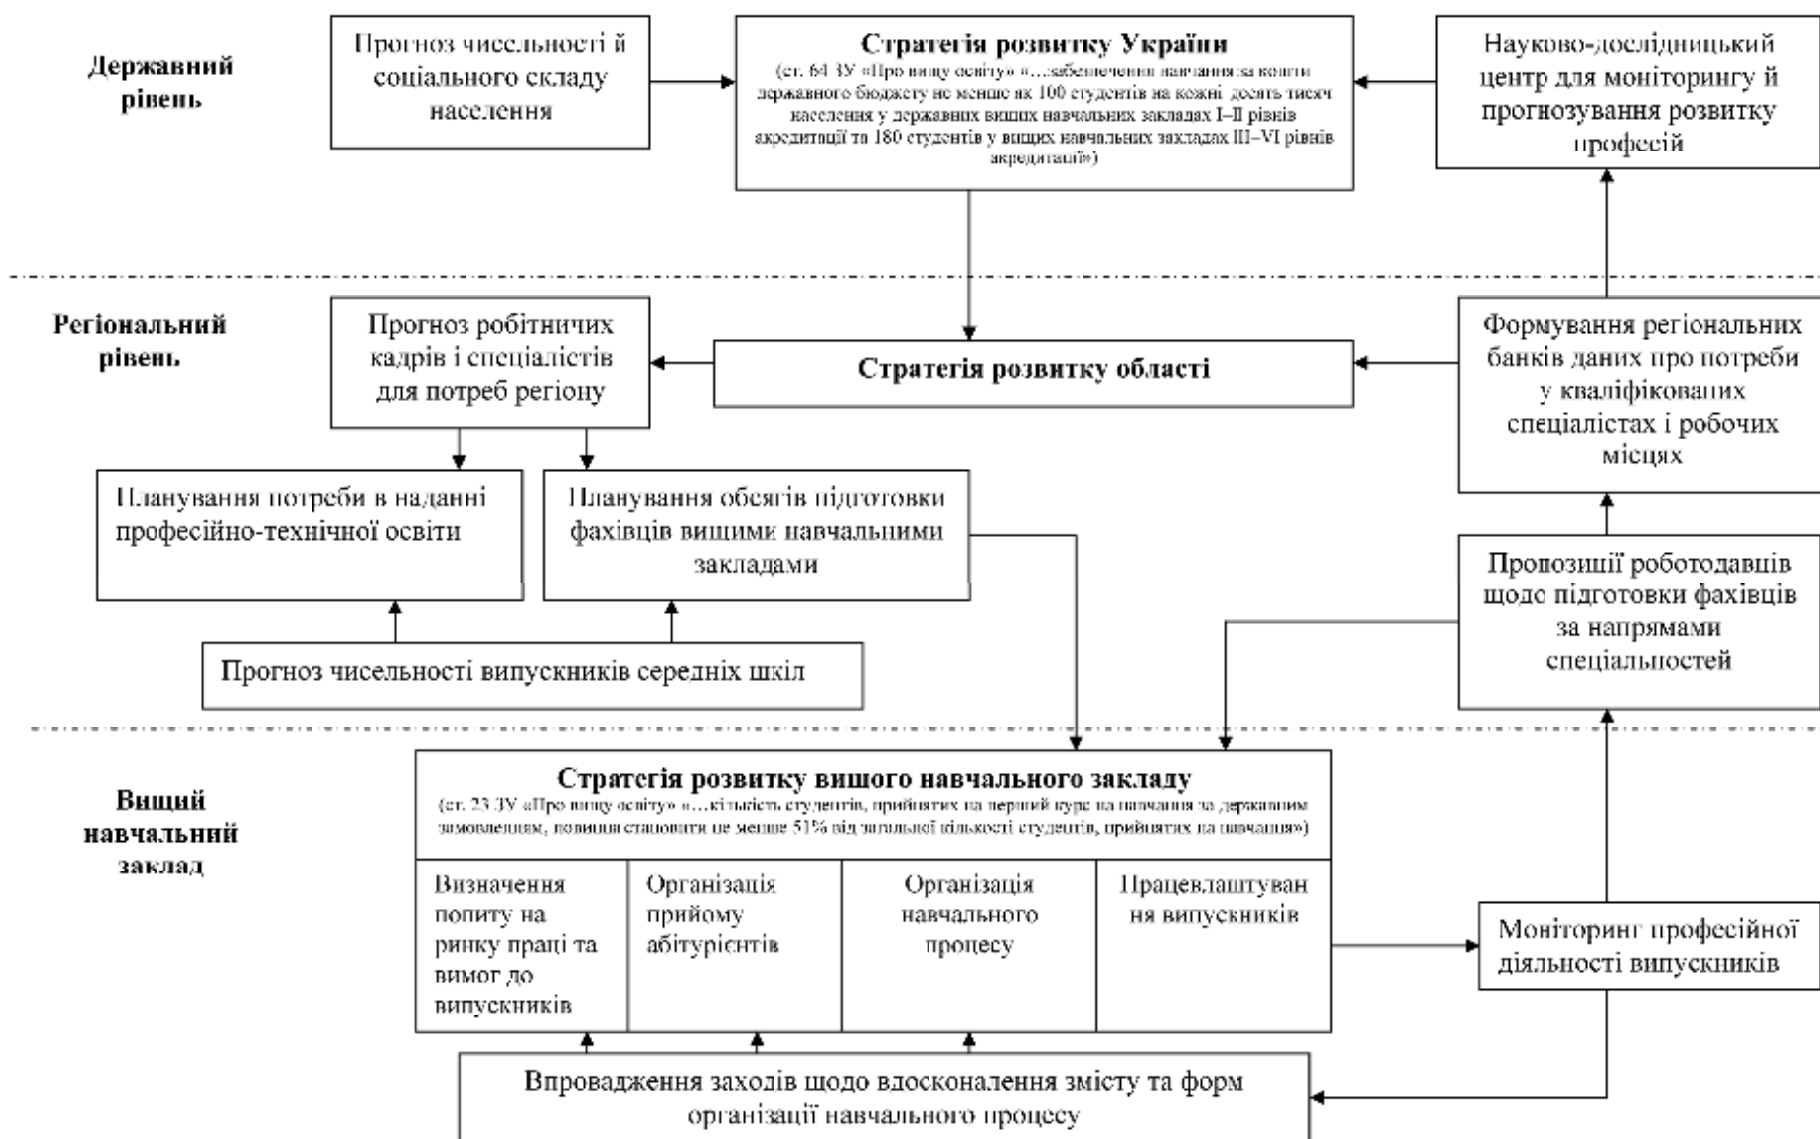 Державний
рівень
Прогноз чисельності й
соціального складу
населення
Стратегія розвитку України
(ст. 64 ЗУ «Про вищу освіту» «…забезпечення навчання за кошти
державного бюджету не менше як 100 студентів на кожні десять тисяч
населення у державних вищих навчальних закладах І–ІІ рівнів
акредитації та 180 студентів у вищих навчальних закладах ІІІ–VI рівнів
акредитації»)
Науково-дослідницький
центр для моніторингу й
прогнозування розвитку
професій
Регіональний
рівень
Прогноз робітничих
кадрів і спеціалістів
для потреб регіону
Стратегія розвитку області
Формування регіональних
банків даних про потреби
у кваліфікованих
спеціалістах і робочих
місцях
Планування потреби в наданні
професійно-технічної освіти
Планування обсягів підготовки
фахівців вищими навчальними
закладами
Пропозиції роботодавців
щодо підготовки фахівців
за напрямами
спеціальностей
Прогноз чисельності випускників середніх шкіл
Вищий
навчальний
заклад
Стратегія розвитку вищого навчального закладу
(ст. 23 ЗУ «Про вищу освіту» «…кількість студентів, прийнятих на перший курс на навчання за державним
замовленням, повинна становити не менше 51% від загальної кількості студентів, прийнятих на навчання»)
Визначення
попиту на
ринку праці та
вимог до
випускників
Організація
прийому
абітурієнтів
Організація
навчального
процесу
Працевлаштуван
ня випускників
Моніторинг професійної
діяльності випускників
Впровадження заходів щодо вдосконалення змісту та форм
організації навчального процесу